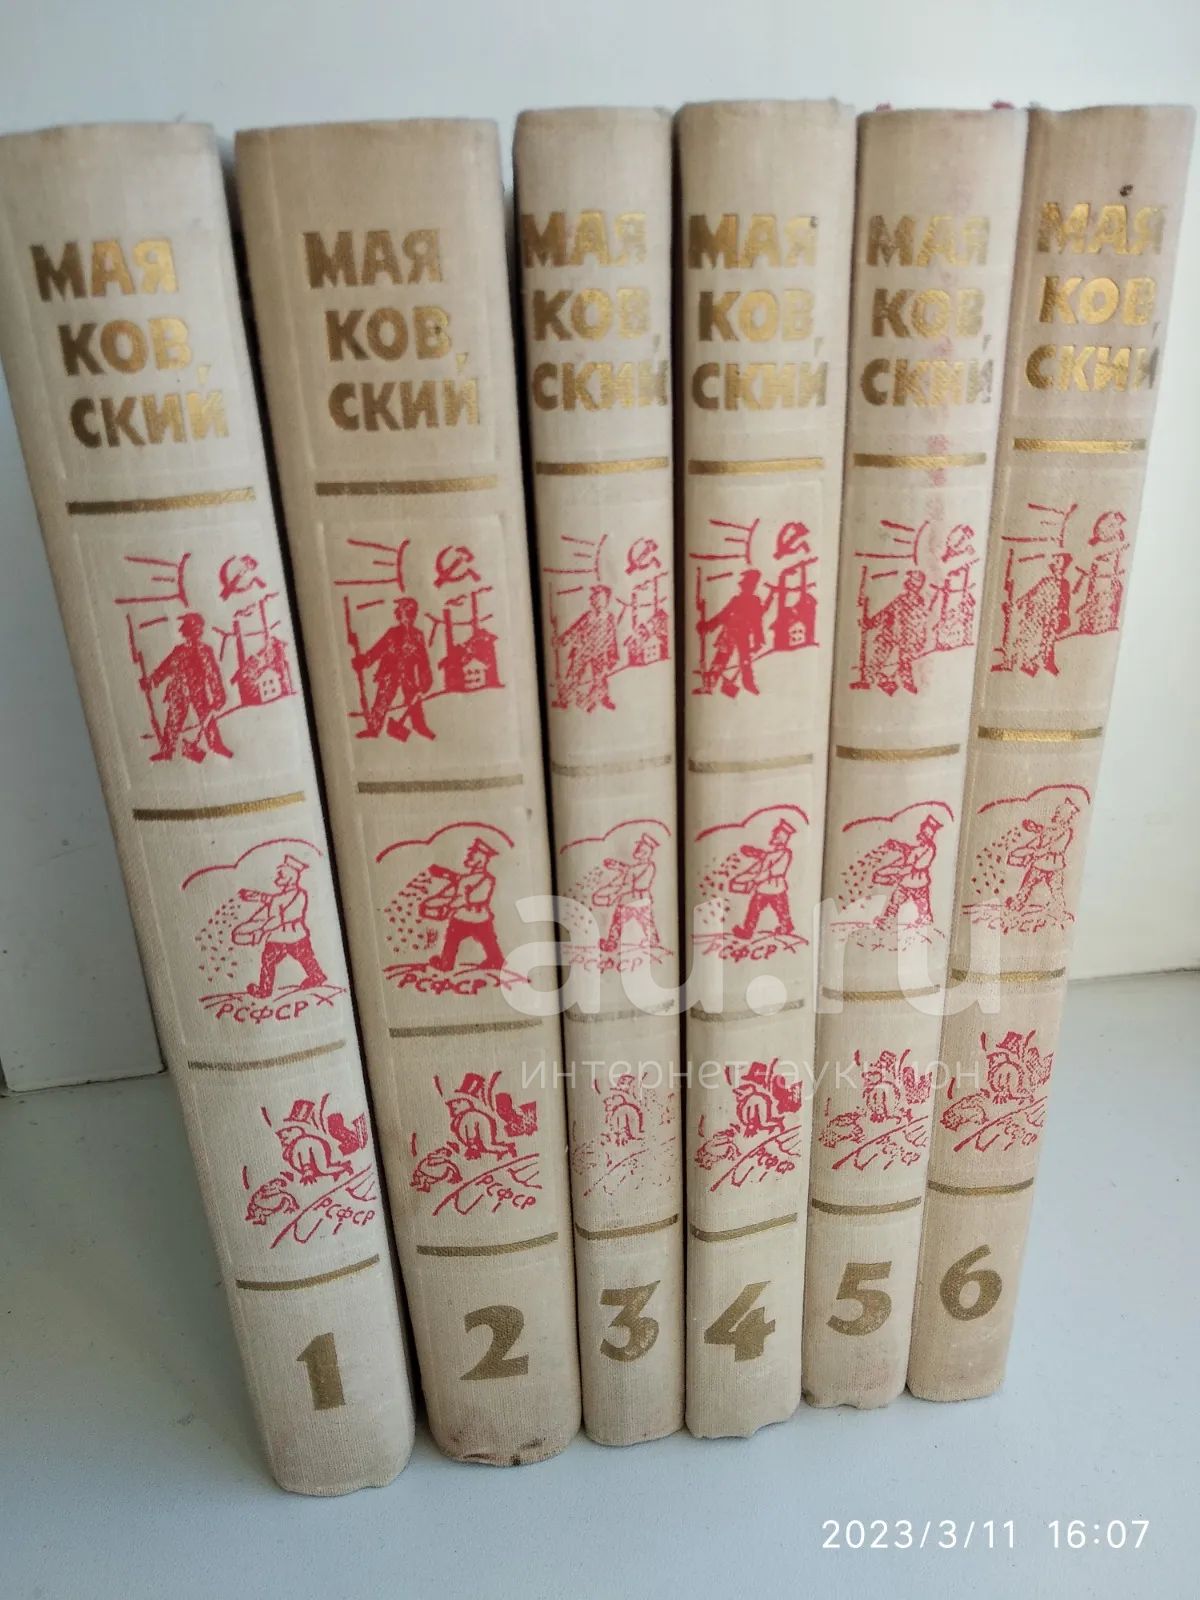 МАЯ
КОВ,
СКИЙ
РСФСР
РСФСР
1
МАЯ
КОВ,
СКИЙ
РСФСР
РСФСР
2
МАЯ
КОВ,
СКИЙ
РСФСР
3
МАЯ
КОВ,
СКИЙ
РСФСР
РСФСР
4
МАЯ
КОВ,
СКИЙ
5
МАЯ
КОВ,
СКИЙ
6
au.ru
интернет-аукцион
2023/3/11 16:07